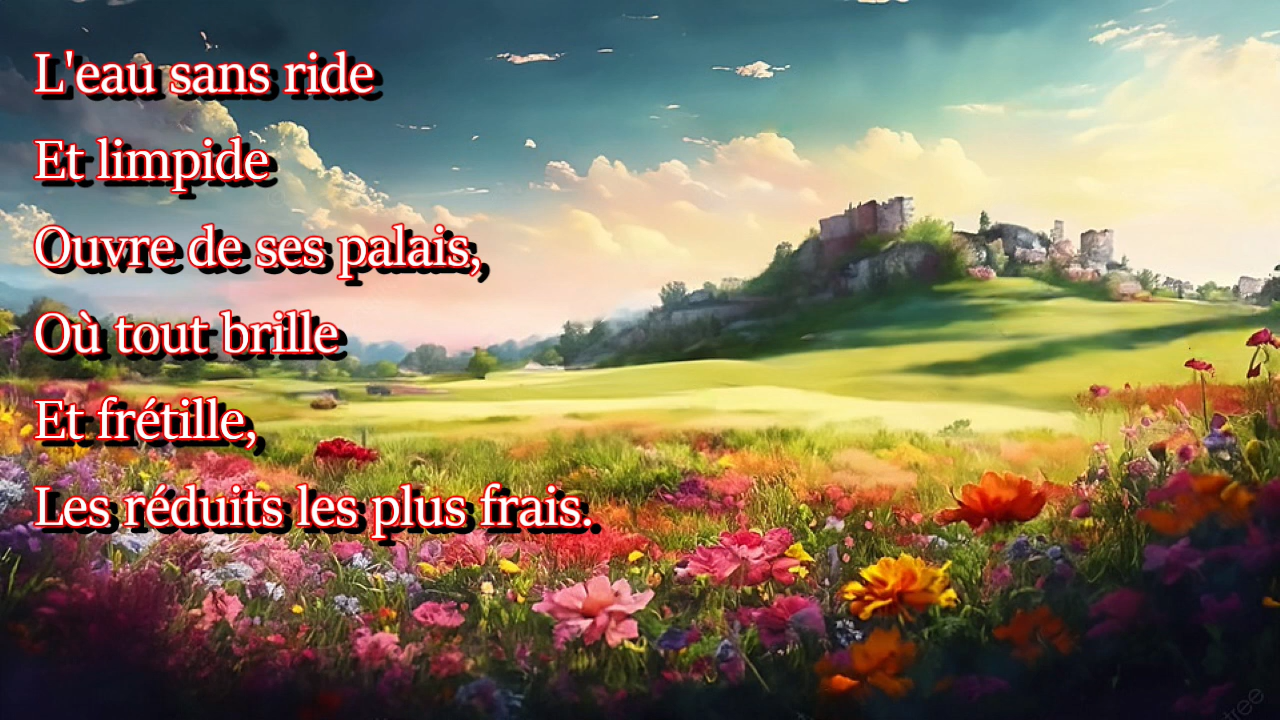 L'eau sans ride
Et limpide
Ouvre de ses palais,
Où tout brille
Et frétille,
Les réduits les plus frais.